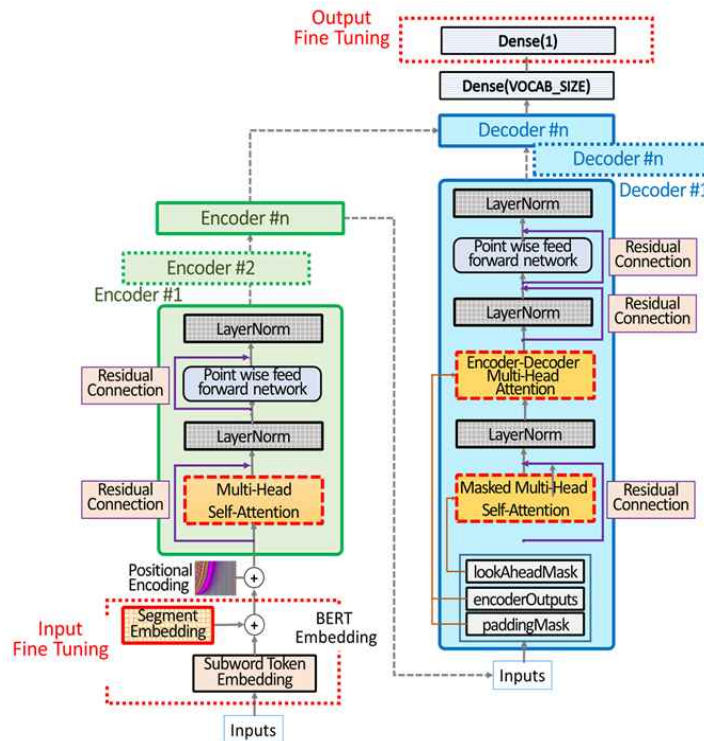 Output
Fine Tuning
Dense(1)
Dense(VOCAB_SIZE)
Decoder #n
Decoder #n
Decoder #1
LayerNorm
Point wise feed
forward network
Residual
Connection
Residual
Connection
LayerNorm
Encoder-Decoder
Multi-Head
Attention
LayerNorm
Masked Multi-Head
Self-Attention
Residual
Connection
lookAheadMask
encoderOutputs
paddingMask
Inputs
Encoder #n
Encoder #2
Encoder #1
LayerNorm
Residual
Connection
Point wise feed
forward network
LayerNorm
Residual
Connection
Multi-Head
Self-Attention
Positional
Encoding
+
Input
Fine Tuning
Segment
Embedding
+
BERT
Embedding
Subword Token
Embedding
Inputs